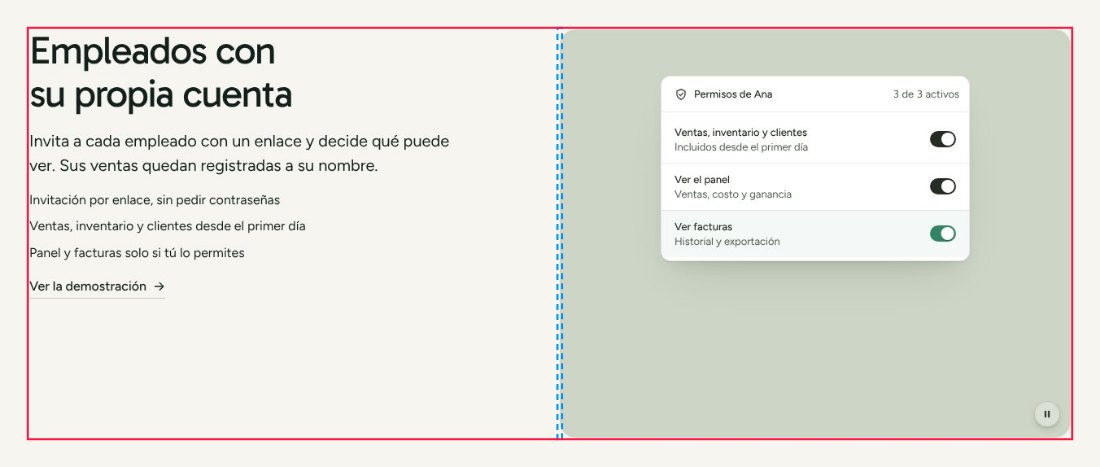 Empleados con
su propia cuenta
Invita a cada empleado con un enlace y decide qué puede
ver. Sus ventas quedan registradas a su nombre.
Invitación por enlace, sin pedir contraseñas
Ventas, inventario y clientes desde el primer día
Panel y facturas solo si tú lo permites
Ver la demostración →
Permisos de Ana
3 de 3 activos
Ventas, inventario y clientes
Incluidos desde el primer día
Ver el panel
Ventas, costo y ganancia
Ver facturas
Historial y exportación